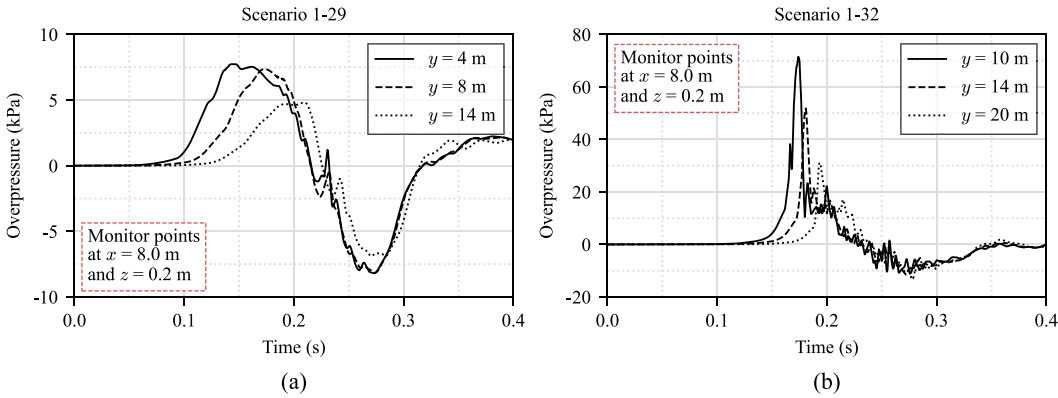 Scenario 1-29
10
5
0
-5
-10
Overpressure (kPa)
y = 4 m
y = 8 m
y = 14 m
Monitor points
at x = 8.0 m
and z = 0.2 m
0.0 0.1 0.2 0.3 0.4
Time (s)
(a)
Scenario 1-32
80
60
40
20
0
-20
Overpressure (kPa)
Monitor points
at x = 8.0 m
and z = 0.2 m
y = 10 m
y = 14 m
y = 20 m
0.0 0.1 0.2 0.3 0.4
Time (s)
(b)